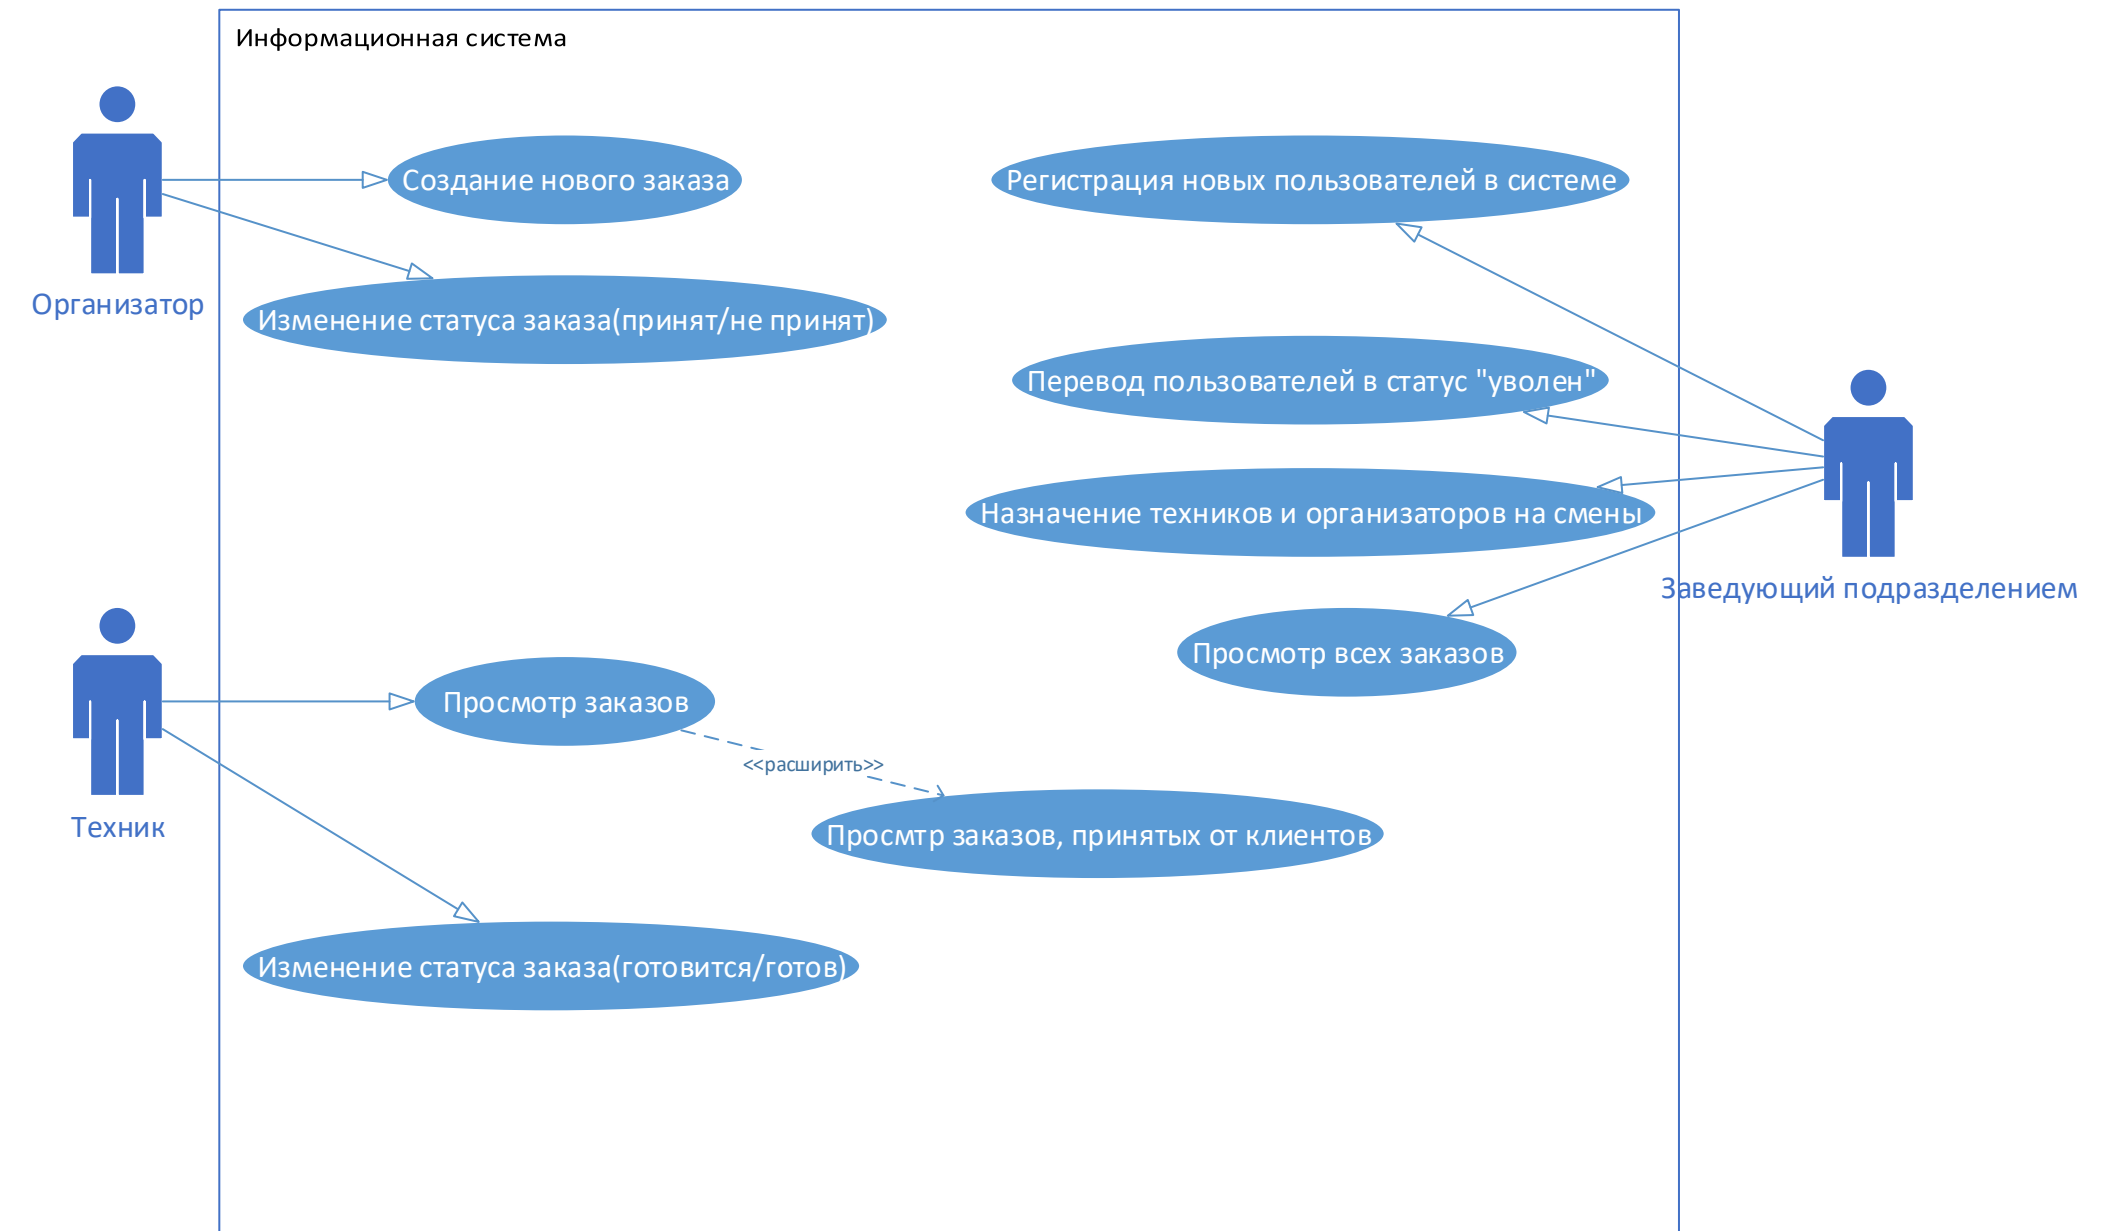 Информационная система
Создание нового заказа
Регистрация новых пользователей в системе
Организатор
Изменение статуса заказа(принят/не принят)
Перевод пользователей в статус "уволен"
Назначение техников и организаторов на смены
Заведующий подразделением
Просмотр всех заказов
Просмотр заказов
<<расширить>>
Техник
Просмтр заказов, принятых от клиентов
Изменение статуса заказа(готовится/готов)